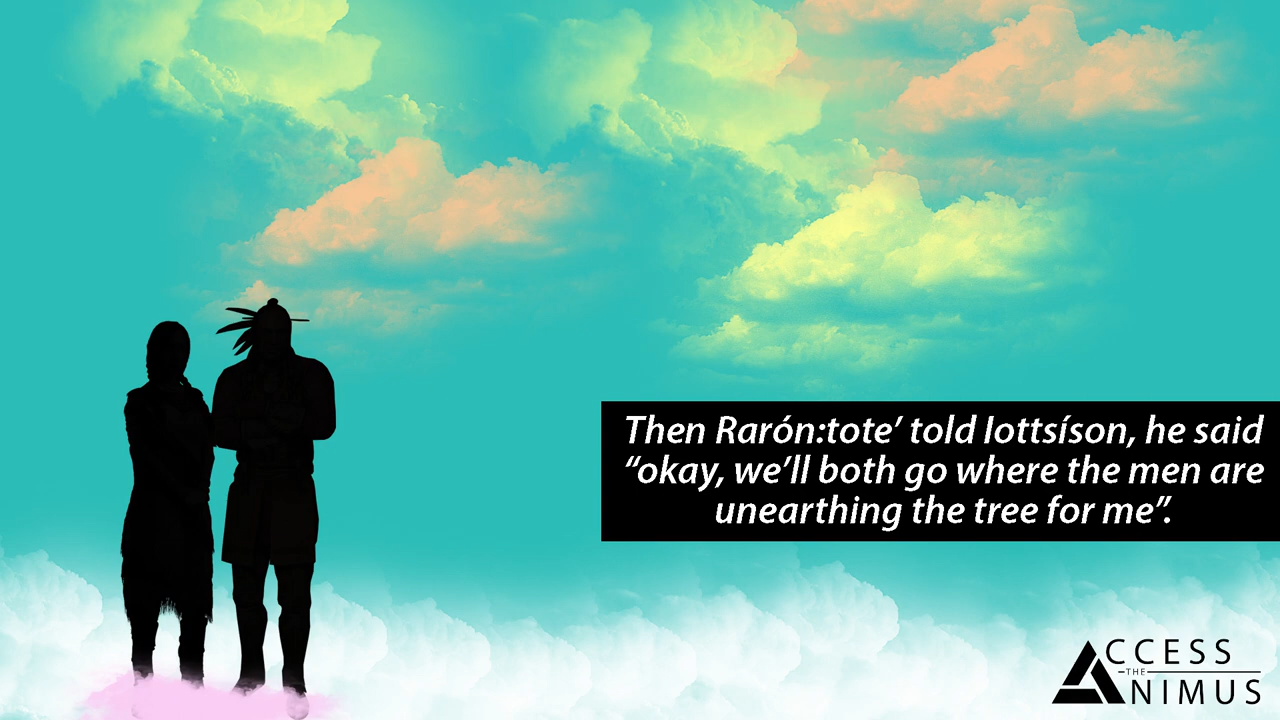 Then Rarón:tote’ told Iottsíson, he said
“okay, we’ll both go where the men are
unearthing the tree for me”.
ACCESS
THE
ANIMUS